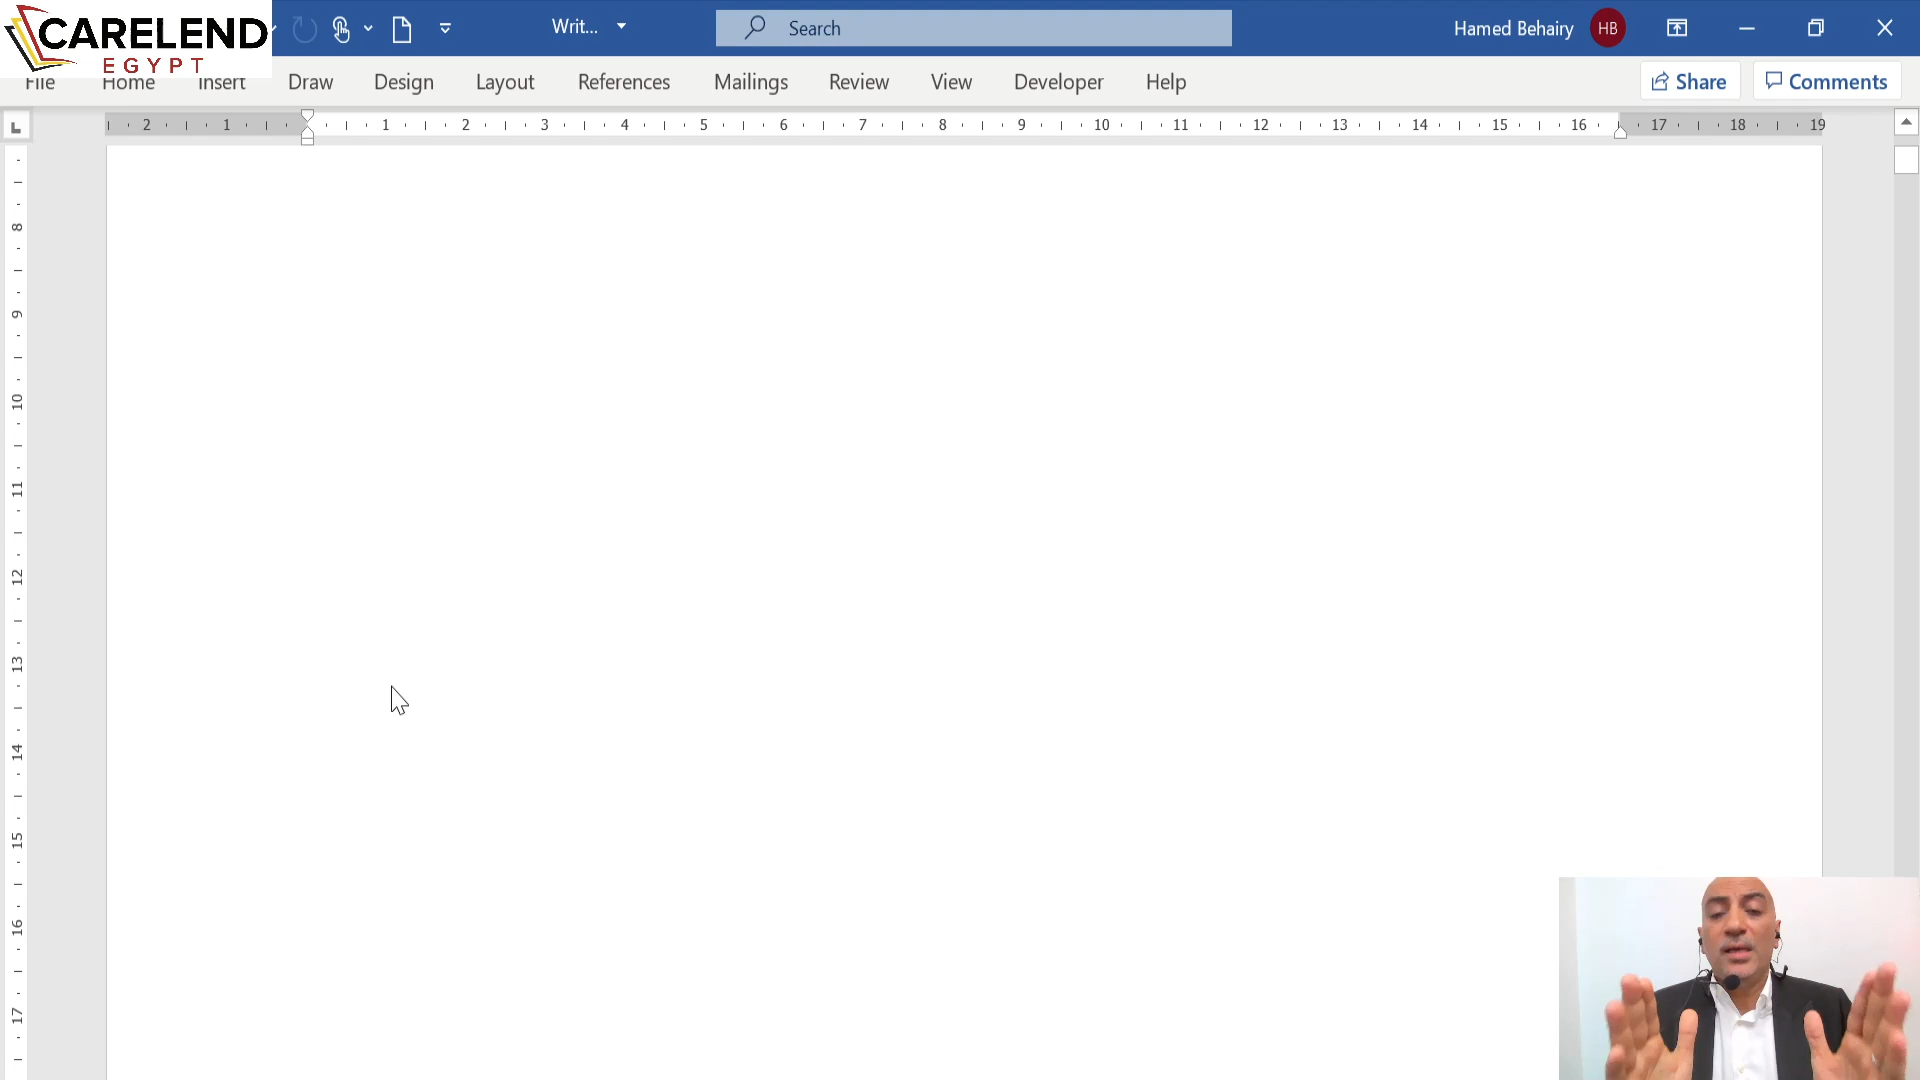 CARELEND
EGYPT
Writ...
Search
Hamed Behairy
HB
File
Home
Insert
Draw
Design
Layout
References
Mailings
Review
View
Developer
Help
Share
Comments
2 1 1 2 3 4 5 6 7 8 9 10 11 12 13 14 15 16 17 18 19
8
9
10
11
12
13
14
15
16
17